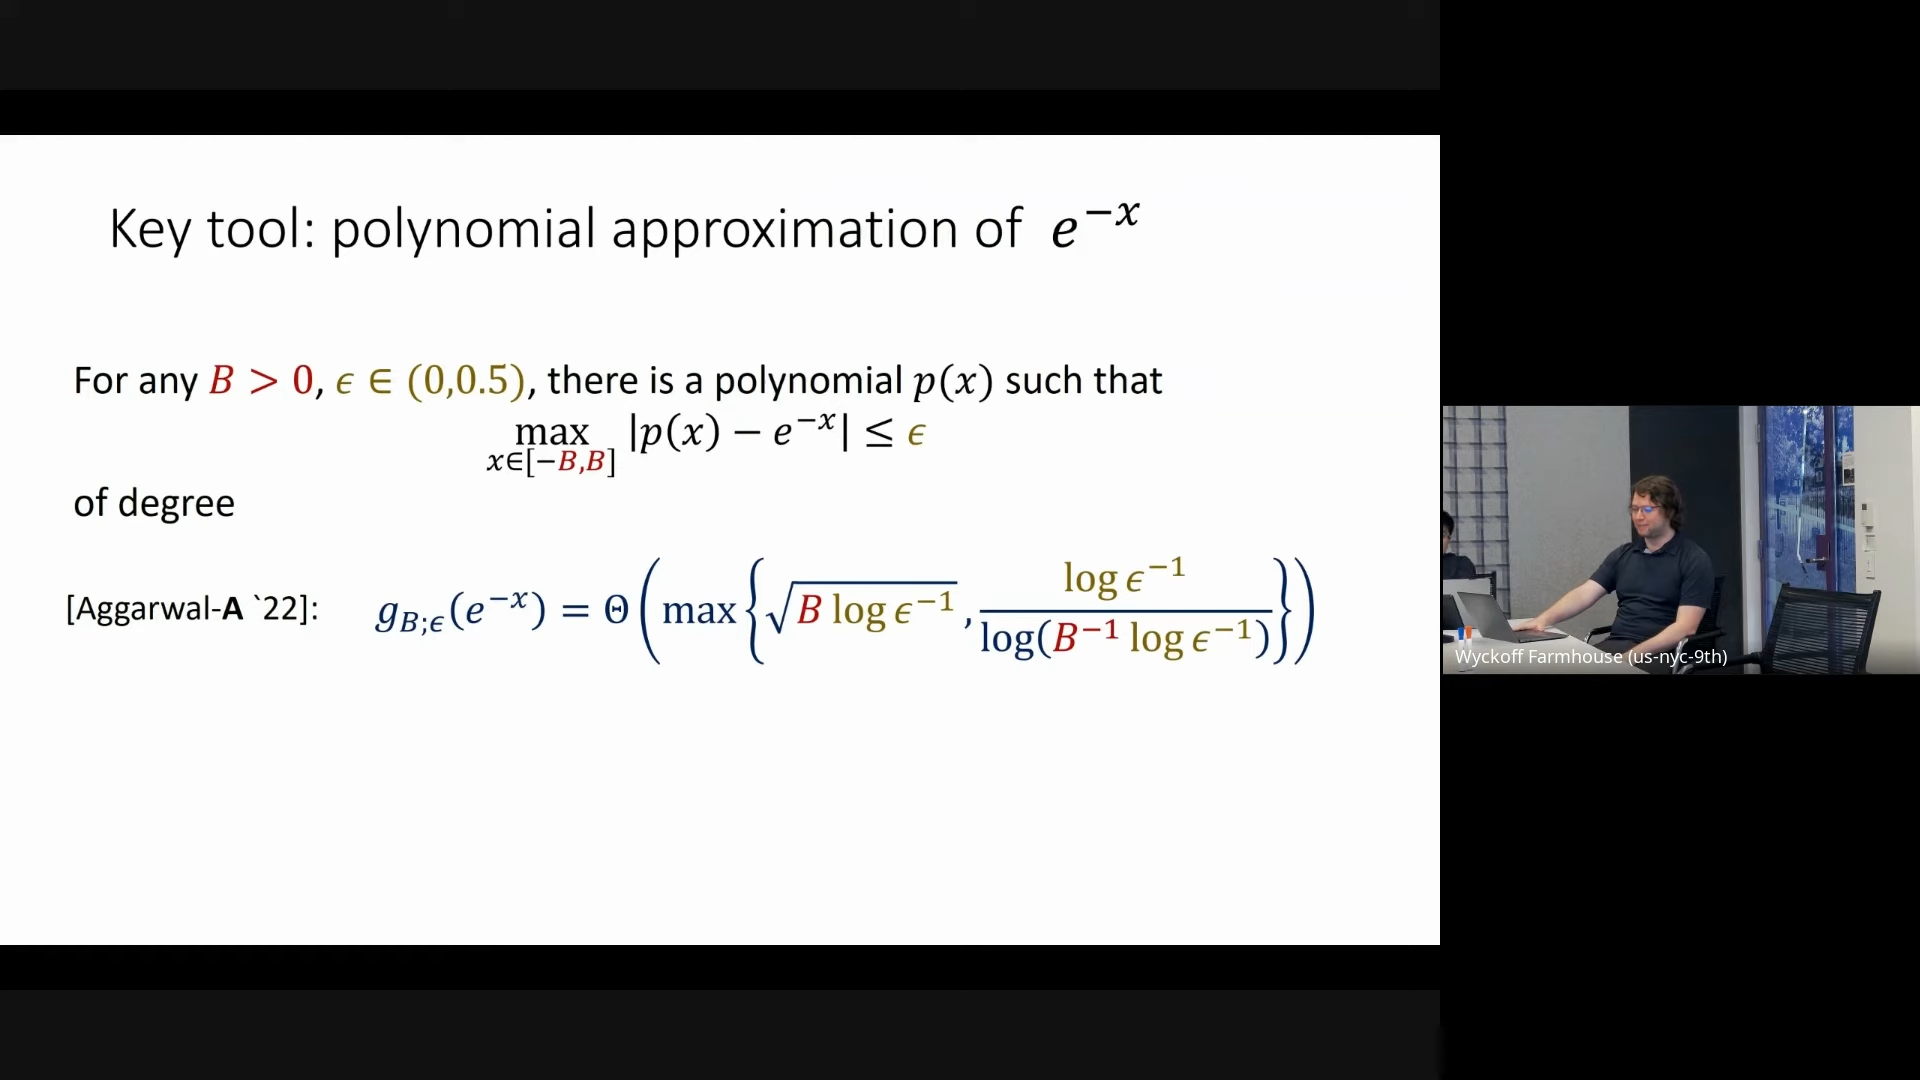 Key tool: polynomial approximation of e^{-x}
For any B > 0, ϵ ∈ (0,0.5), there is a polynomial p(x) such that
max_{x∈[−B,B]} |p(x) − e^{−x}| ≤ ϵ
of degree
[Aggarwal-A `22]: g_{B;ϵ}(e^{−x}) = Θ(max{√(B log ϵ^{−1}), log ϵ^{−1} / log(B^{−1} log ϵ^{−1})})
Wyckoff Farmhouse (us-nyc-9th)